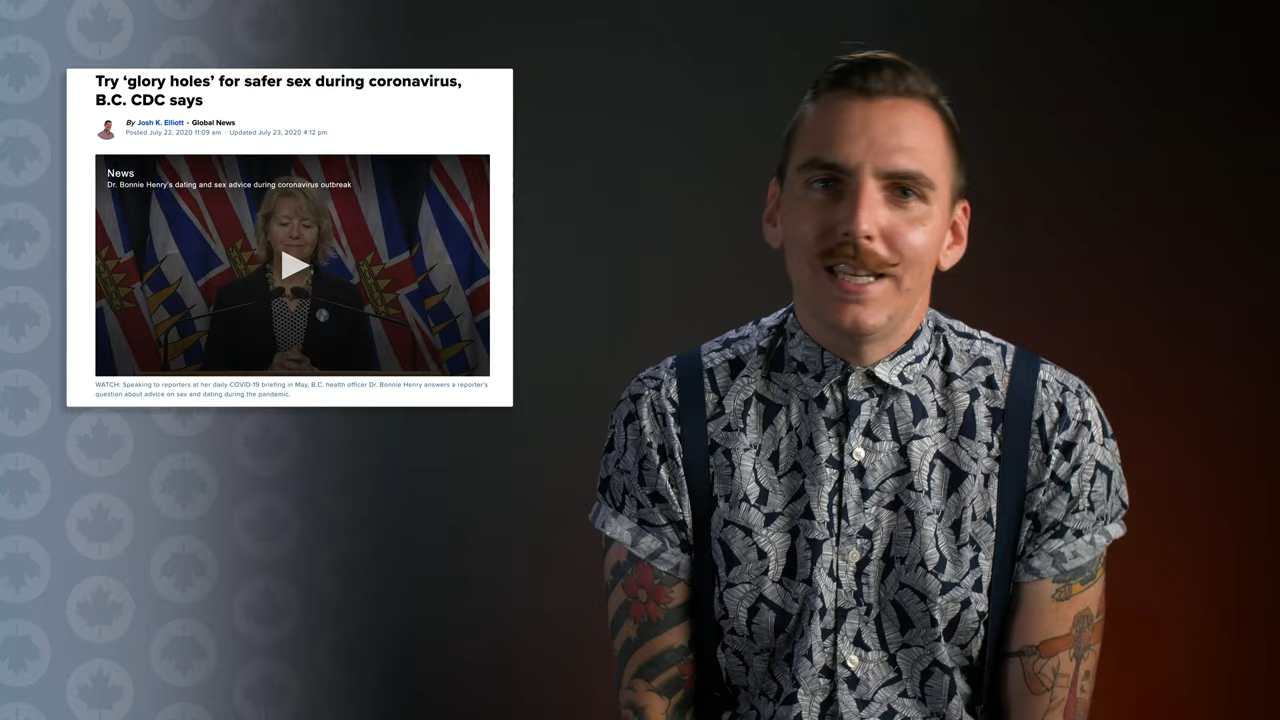 Try ‘glory holes’ for safer sex during coronavirus,
B.C. CDC says
By Josh K. Elliott • Global News
Posted July 22, 2020 11:09 am · Updated July 23, 2020 4:12 pm
News
Dr. Bonnie Henry's dating and sex advice during coronavirus outbreak
WATCH: Speaking to reporters at her daily COVID-19 briefing in May, B.C. health officer Dr. Bonnie Henry answers a reporter's
question about advice on sex and dating during the pandemic.